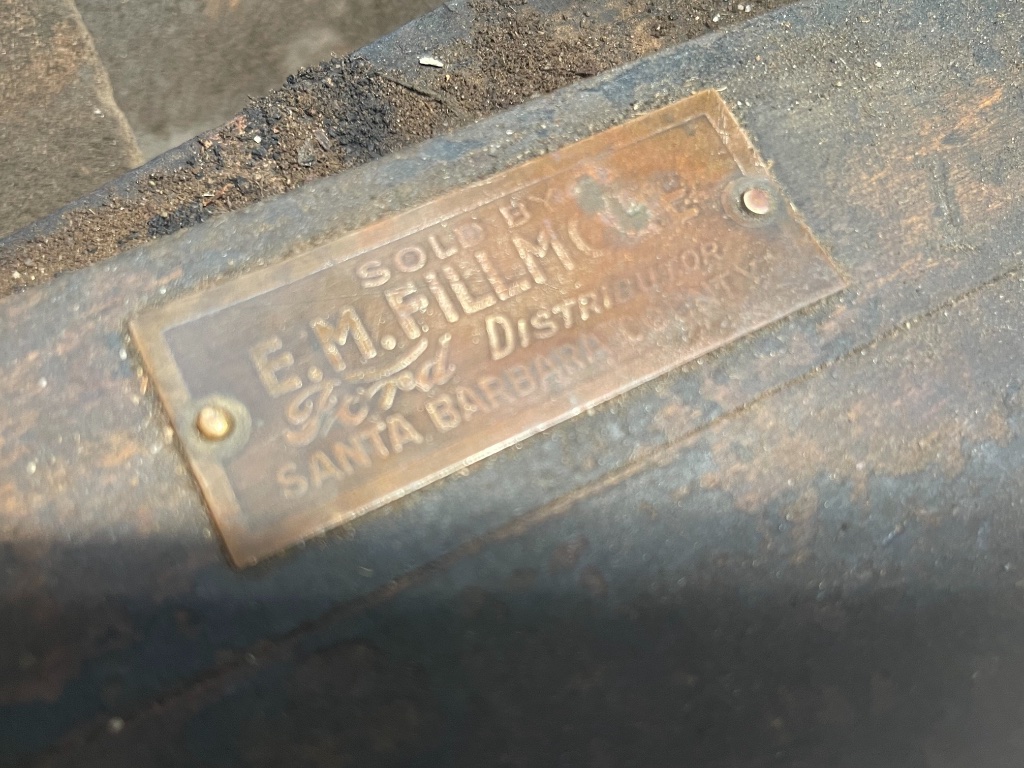 SOLD BY
E. M. FILLMORE
Ford DISTRIBUTOR
SANTA BARBARA COUNTY